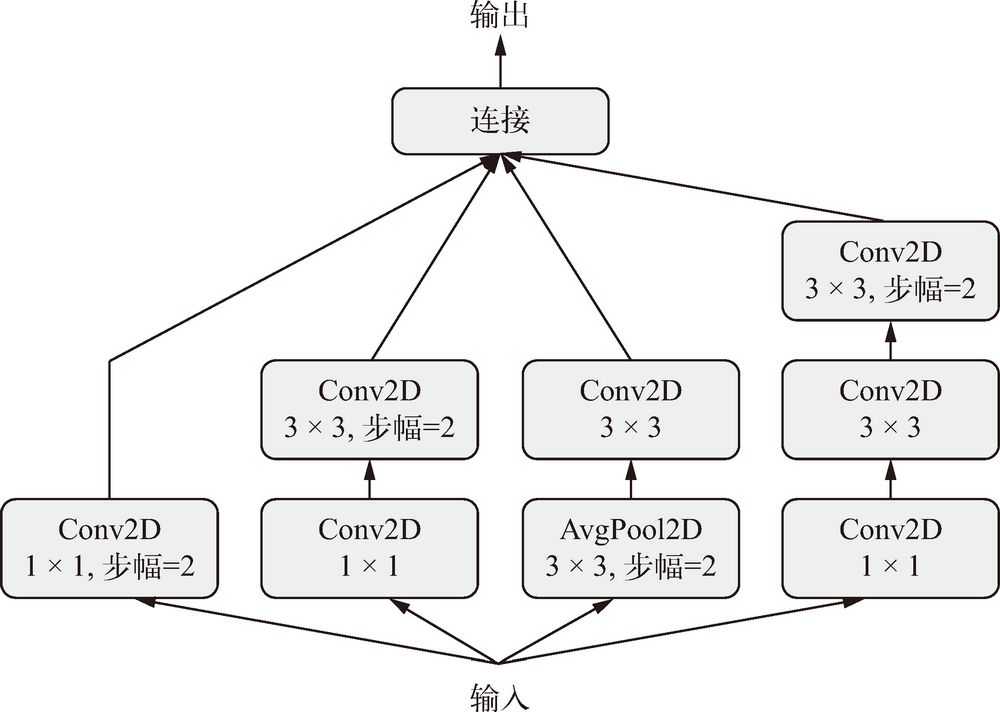 输出
连接
Conv2D
3 × 3, 步幅=2
Conv2D
3 × 3, 步幅=2
Conv2D
3 × 3
Conv2D
3 × 3
Conv2D
1 × 1, 步幅=2
Conv2D
1 × 1
AvgPool2D
3 × 3, 步幅=2
Conv2D
1 × 1
输入